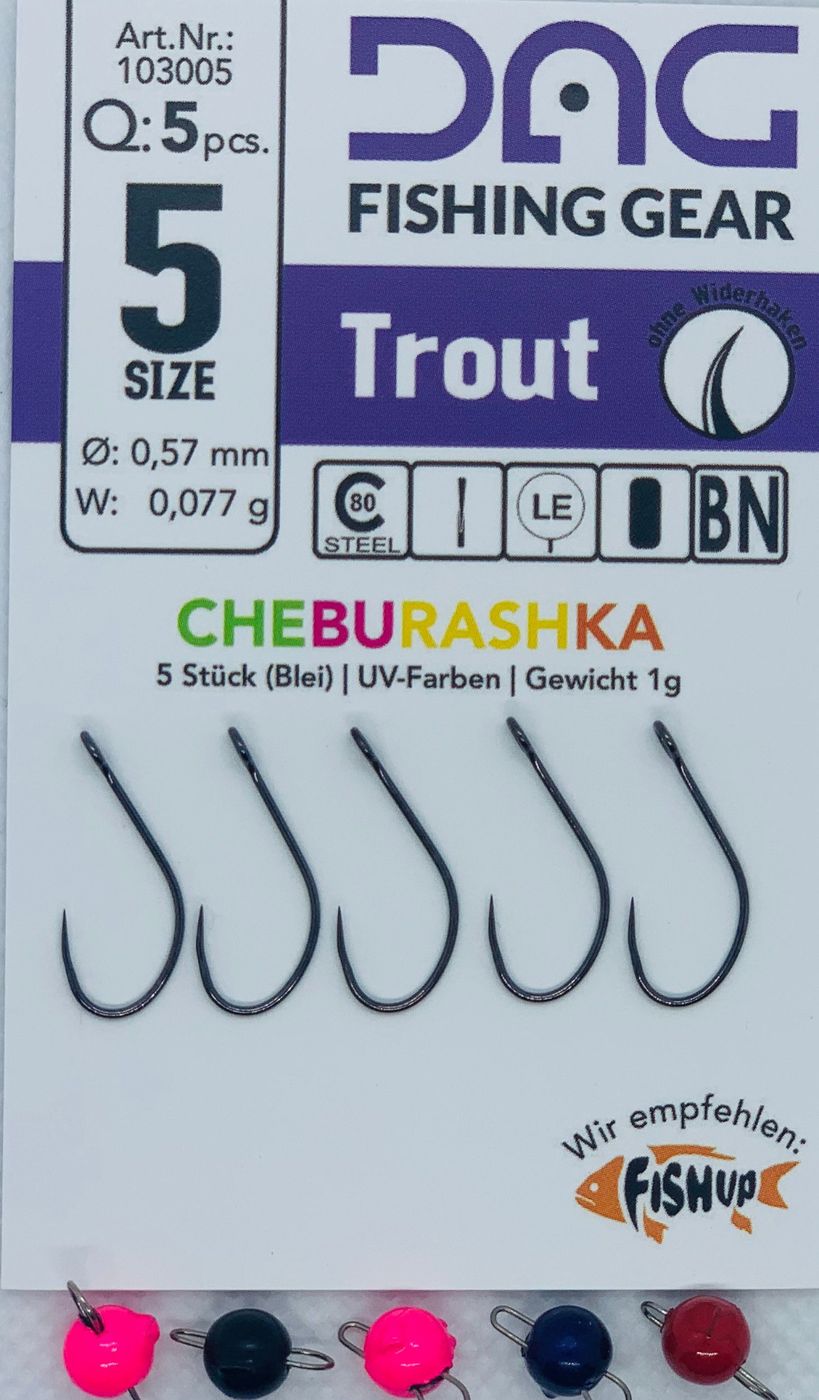 Art.Nr.:
103005
Q: 5 pcs.
5
SIZE
Ø: 0,57 mm
W: 0,077 g
DAG
FISHING GEAR
Trout
ohne Widerhaken
C 80
STEEL
LE
BN
CHEBURASHKA
5 Stück (Blei) | UV-Farben | Gewicht 1g
Wir empfehlen:
FISHUP